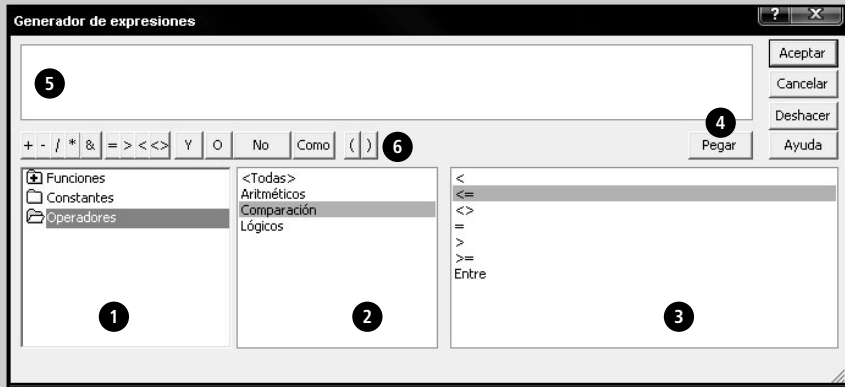 Generador de expresiones
? X
5
Aceptar
Cancelar
Deshacer
4
+ - / * & = > < <> Y O No Como ( ) 6 Pegar Ayuda
Funciones
Constantes
Operadores
1
<Todas>
Aritméticos
Comparación
Lógicos
2
<
<=
<>
=
>
>=
Entre
3